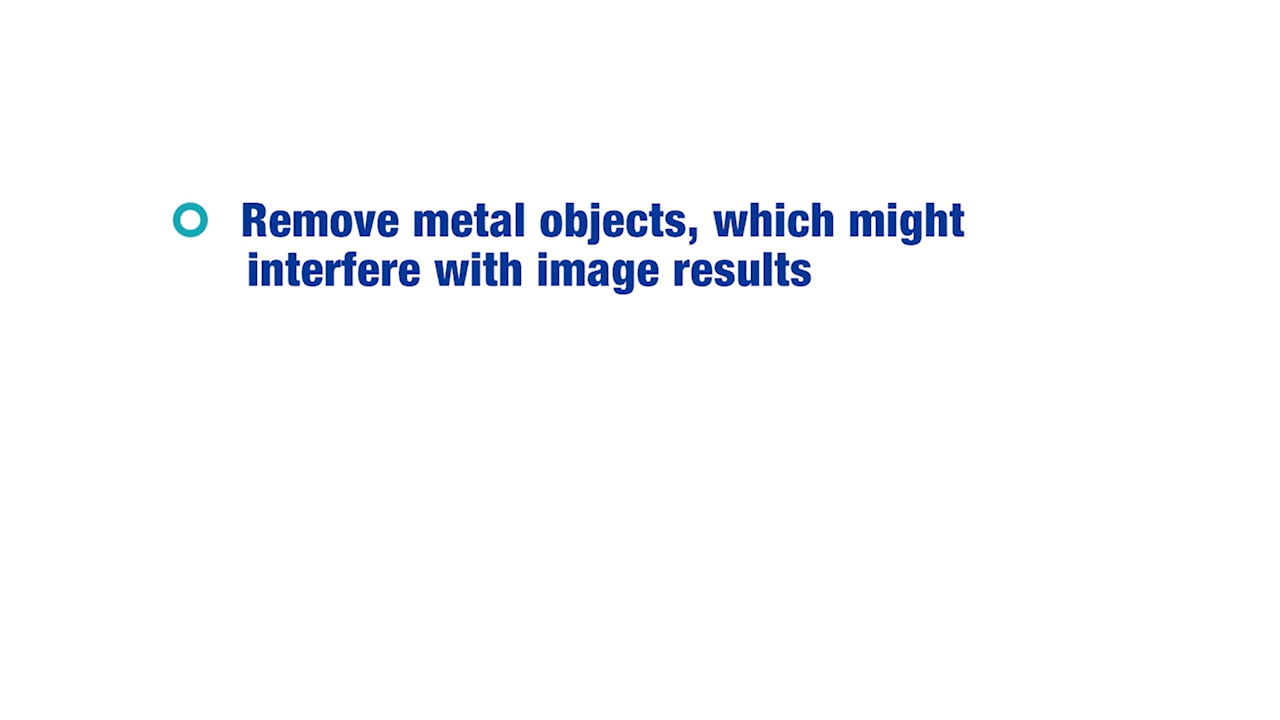 Remove metal objects, which might
interfere with image results